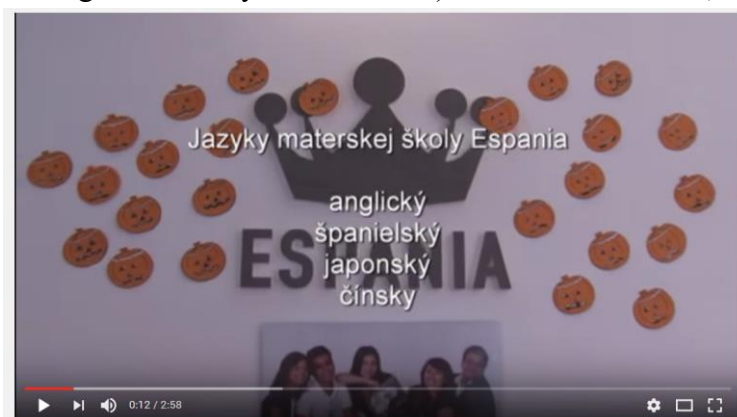 Jazyky materskej školy Espania
anglický
španielský
japonský
čínsky
ESPANIA
0:12 / 2:58